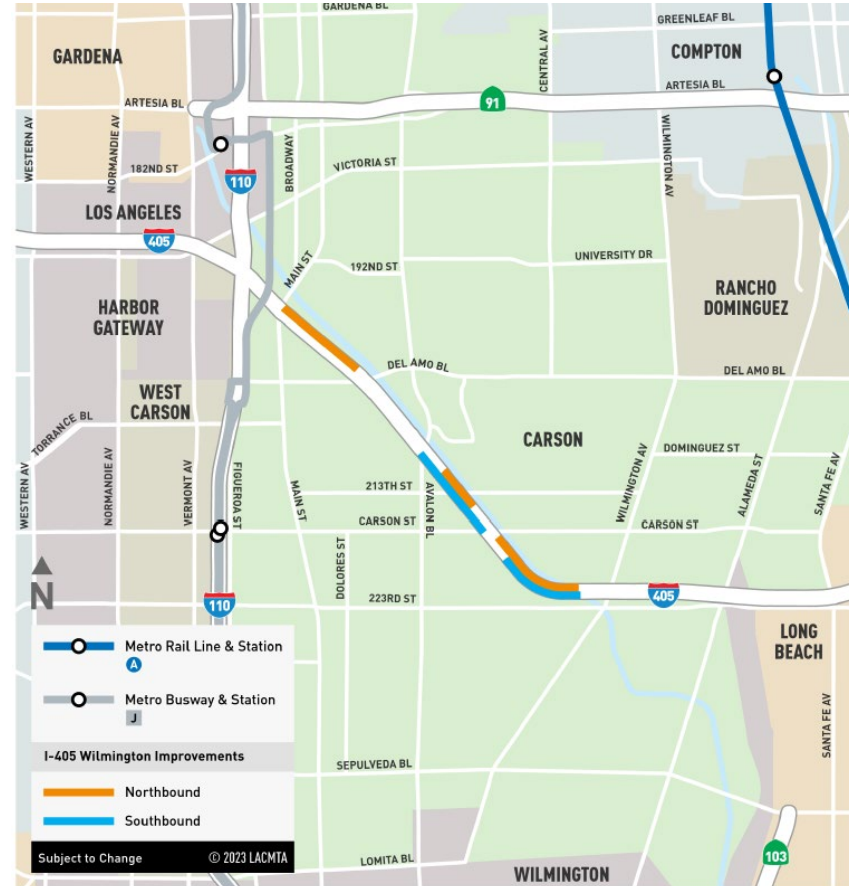 GARDENA BL
GREENLEAF BL
GARDENA
COMPTON
CENTRAL AV
ARTESIA BL
ARTESIA BL
91
WESTERN AV
NORMANDIE AV
BROADWAY
WILMINGTON AV
182ND ST
VICTORIA ST
110
LOS ANGELES
405
MAIN ST
192ND ST
UNIVERSITY DR
HARBOR
GATEWAY
RANCHO
DOMINGUEZ
DEL AMO BL
DEL AMO BL
WEST
CARSON
TORRANCE BL
CARSON
DOMINGUEZ ST
WESTERN AV
NORMANDIE AV
VERMONT AV
FIGUEROA ST
MAIN ST
213TH ST
AVALON BL
WILMINGTON AV
ALAMEDA ST
SANTA FE AV
CARSON ST
CARSON ST
DOLORES ST
N
110
223RD ST
405
LONG
BEACH
Metro Rail Line & Station
A
Metro Busway & Station
J
SANTA FE AV
I-405 Wilmington Improvements
SEPULVEDA BL
Northbound
Southbound
Subject to Change
© 2023 LACMTA
LOMITA BL
103
WILMINGTON